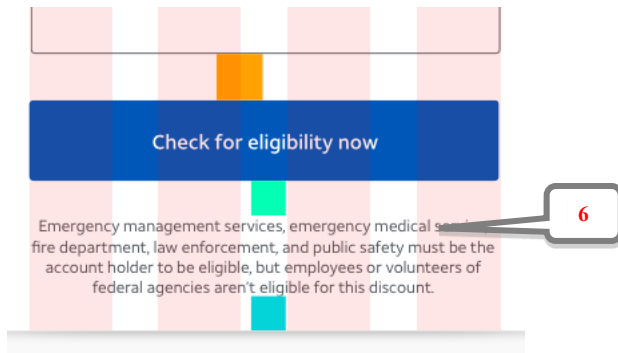 Check for eligibility now
Emergency management services, emergency medical
6
fire department, law enforcement, and public safety must be the
account holder to be eligible, but employees or volunteers of
federal agencies aren't eligible for this discount.